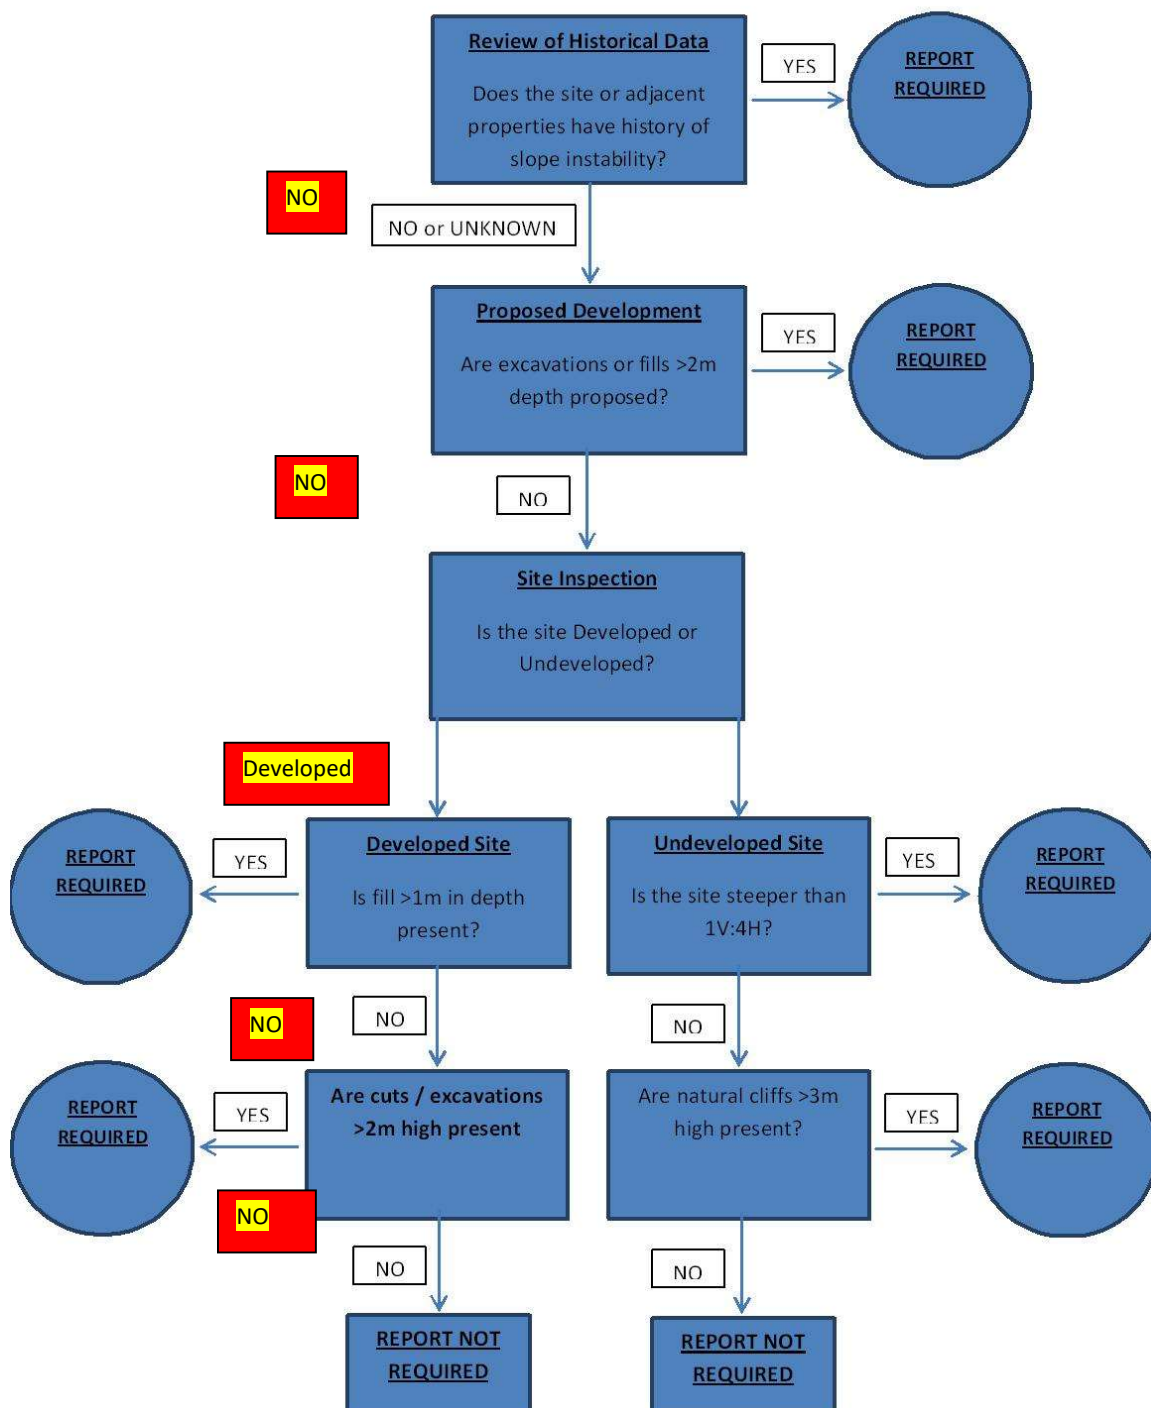 Review of Historical Data
Does the site or adjacent
properties have history of
slope instability?
YES
REPORT
REQUIRED
NO
NO or UNKNOWN
Proposed Development
Are excavations or fills >2m
depth proposed?
YES
REPORT
REQUIRED
NO
NO
Site Inspection
Is the site Developed or
Undeveloped?
Developed
REPORT
REQUIRED
YES
Developed Site
Is fill >1m in depth
present?
Undeveloped Site
Is the site steeper than
1V:4H?
YES
REPORT
REQUIRED
NO
NO
NO
REPORT
REQUIRED
YES
Are cuts / excavations
>2m high present
Are natural cliffs >3m
high present?
YES
REPORT
REQUIRED
NO
NO
NO
REPORT NOT
REQUIRED
REPORT NOT
REQUIRED